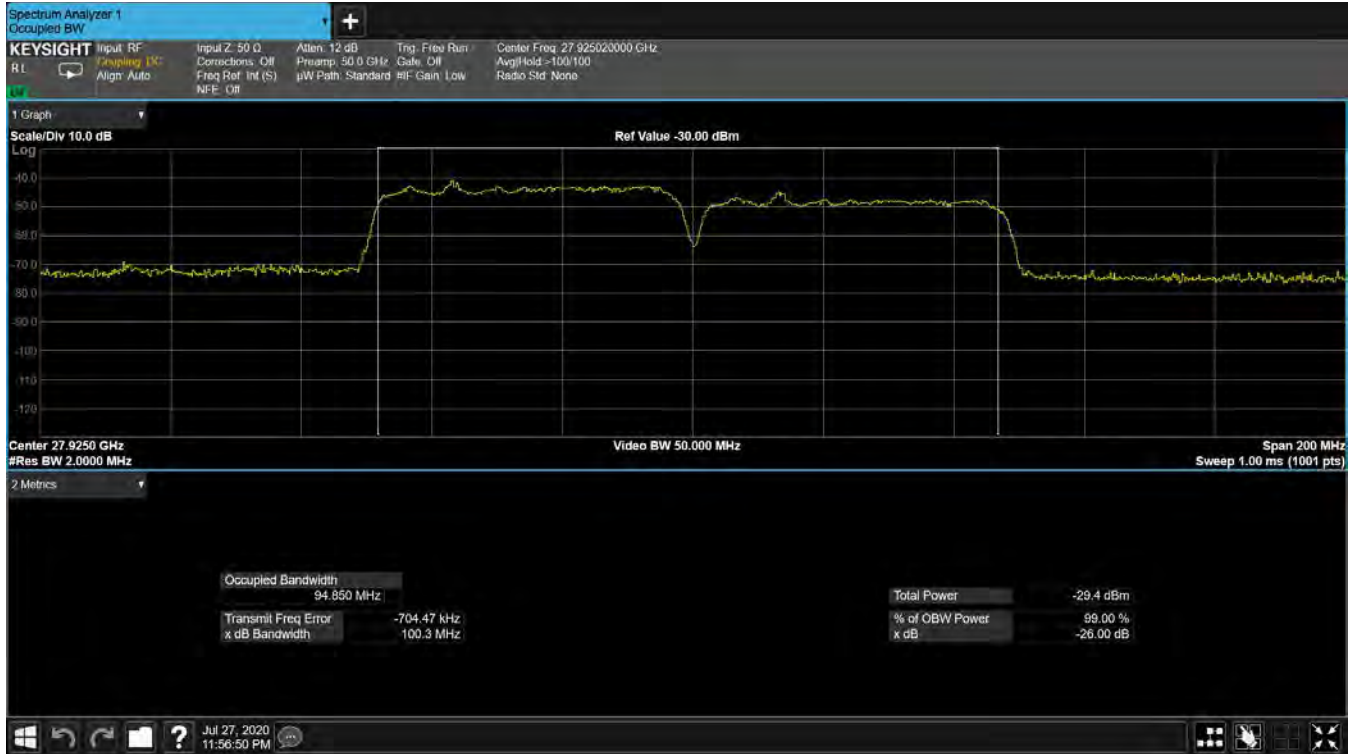 Spectrum Analyzer 1
Occupied BW
KEYSIGHT Input: RF
R L Coupling: DC
Align: Auto
Input Z: 50 Ω
Corrections: Off
Freq Ref: Int (S)
NFE: Off
Atten: 12 dB
Preamp: 50.0 GHz
µW Path: Standard
Trig: Free Run
Gate: Off
#IF Gain: Low
Center Freq: 27.925020000 GHz
Avg|Hold:>100/100
Radio Std: None
1 Graph
Scale/Div 10.0 dB
Ref Value -30.00 dBm
Log
-40.0
-50.0
-60.0
-70.0
-80.0
-90.0
-100
-110
-120
Center 27.9250 GHz
#Res BW 2.0000 MHz
Video BW 50.000 MHz
Span 200 MHz
Sweep 1.00 ms (1001 pts)
2 Metrics
Occupied Bandwidth
94.850 MHz
Transmit Freq Error -704.47 kHz
x dB Bandwidth 100.3 MHz
Total Power -29.4 dBm
% of OBW Power 99.00 %
x dB -26.00 dB
? Jul 27, 2020
11:56:50 PM